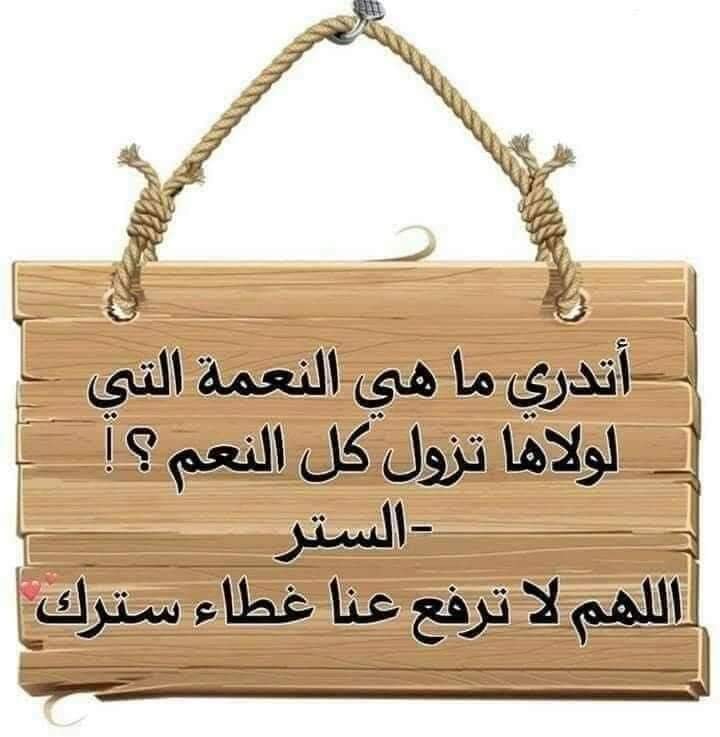 أتدري ما هي النعمة التي
لولاها تزول كل النعم ؟!
-الستر
اللهم لا ترفع عنا غطاء سترك